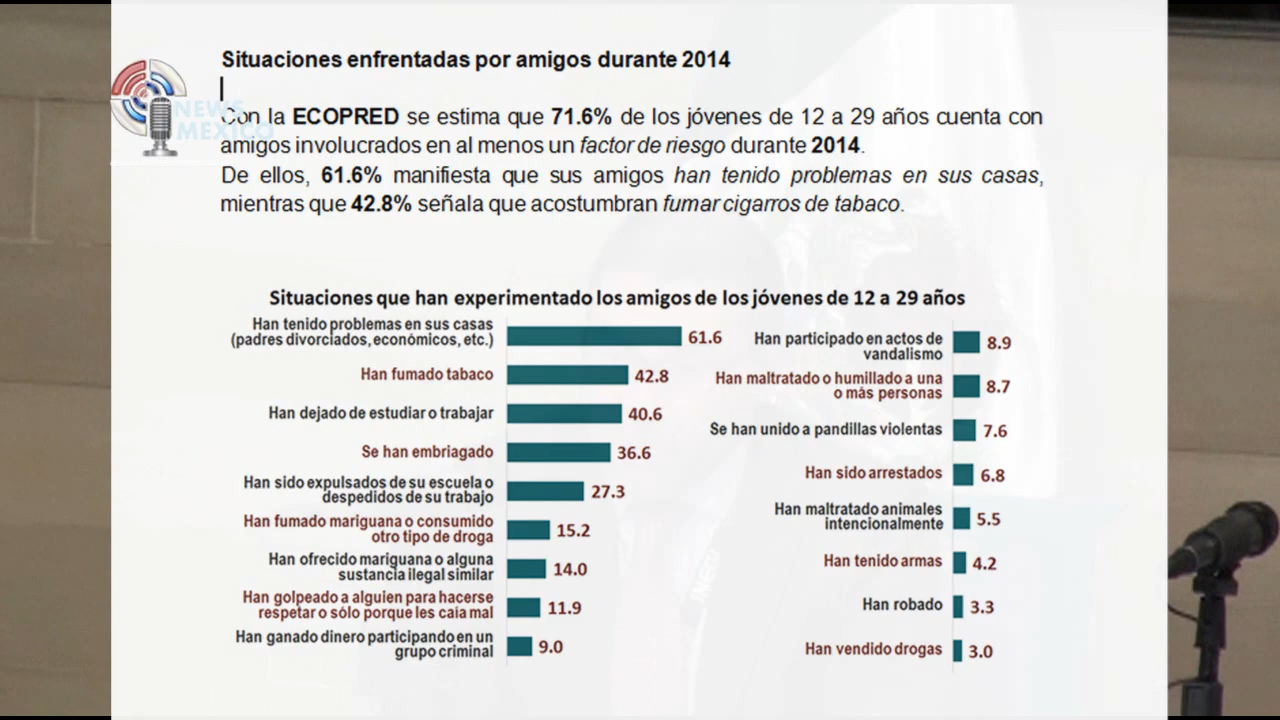 Situaciones enfrentadas por amigos durante 2014
NEWS
MEXICO
Con la ECOPRED se estima que 71.6% de los jóvenes de 12 a 29 años cuenta con
amigos involucrados en al menos un factor de riesgo durante 2014.
De ellos, 61.6% manifiesta que sus amigos han tenido problemas en sus casas,
mientras que 42.8% señala que acostumbran fumar cigarros de tabaco.
Situaciones que han experimentado los amigos de los jóvenes de 12 a 29 años
Han tenido problemas en sus casas
(padres divorciados, económicos, etc.) 61.6
Han fumado tabaco 42.8
Han dejado de estudiar o trabajar 40.6
Se han embriagado 36.6
Han sido expulsados de su escuela o
despedidos de su trabajo 27.3
Han fumado mariguana o consumido
otro tipo de droga 15.2
Han ofrecido mariguana o alguna
sustancia ilegal similar 14.0
Han golpeado a alguien para hacerse
respetar o sólo porque les caía mal 11.9
Han ganado dinero participando en un
grupo criminal 9.0
Han participado en actos de
vandalismo 8.9
Han maltratado o humillado a una
o más personas 8.7
Se han unido a pandillas violentas 7.6
Han sido arrestados 6.8
Han maltratado animales
intencionalmente 5.5
Han tenido armas 4.2
Han robado 3.3
Han vendido drogas 3.0
INEGI